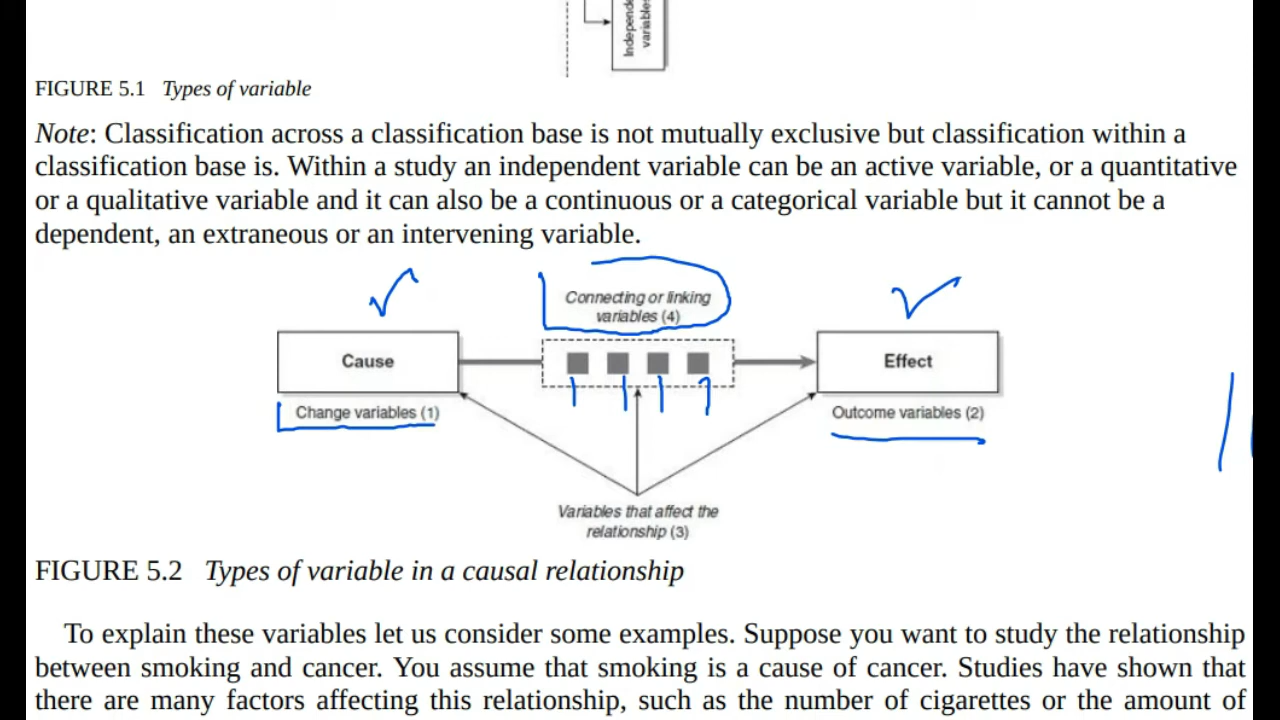 Independe
variables
FIGURE 5.1 Types of variable
Note: Classification across a classification base is not mutually exclusive but classification within a
classification base is. Within a study an independent variable can be an active variable, or a quantitative
or a qualitative variable and it can also be a continuous or a categorical variable but it cannot be a
dependent, an extraneous or an intervening variable.
Connecting or linking
variables (4)
Cause
Effect
Change variables (1)
Outcome variables (2)
Variables that affect the
relationship (3)
FIGURE 5.2 Types of variable in a causal relationship
To explain these variables let us consider some examples. Suppose you want to study the relationship
between smoking and cancer. You assume that smoking is a cause of cancer. Studies have shown that
there are many factors affecting this relationship, such as the number of cigarettes or the amount of